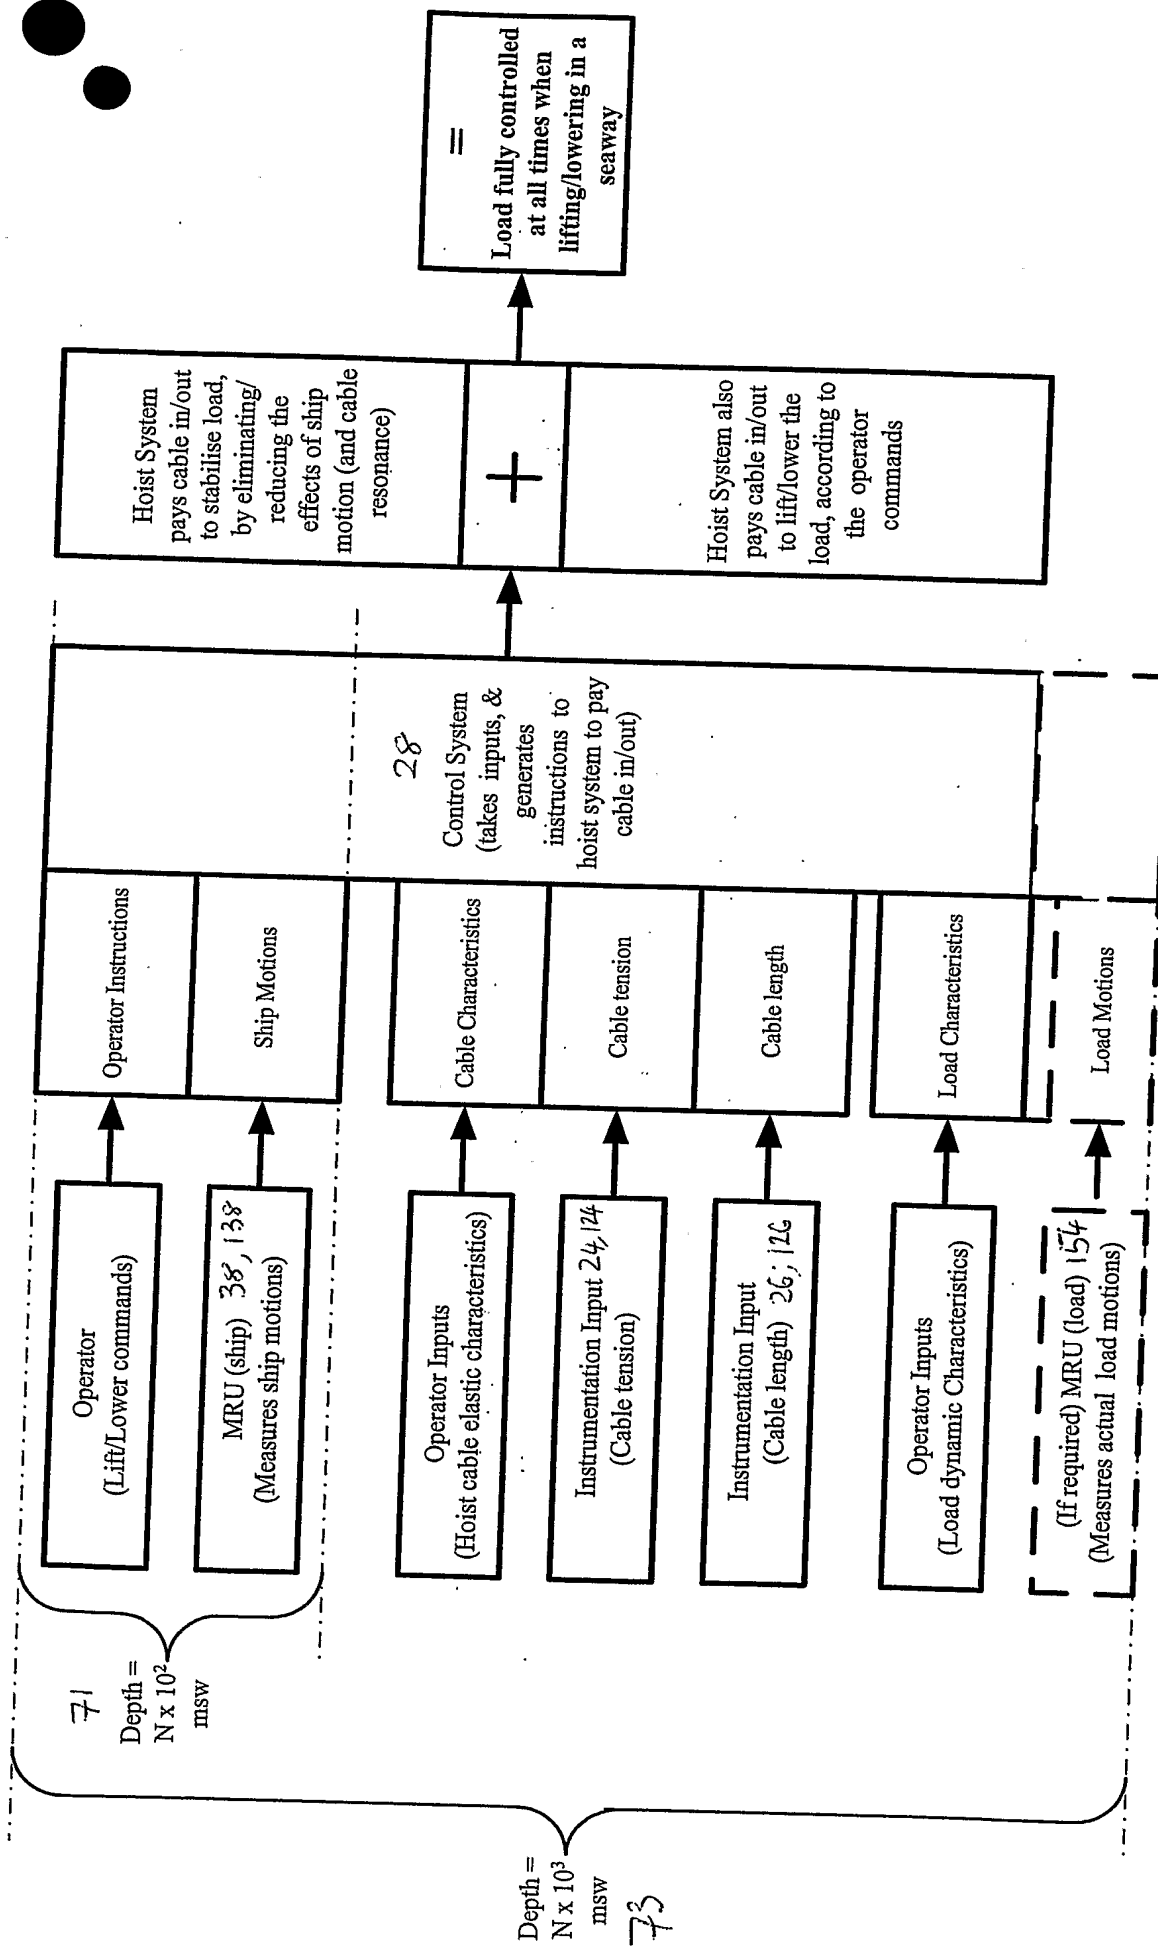 71
Depth =
N x 10²
msw
Depth =
N x 10³
msw
73
Operator
(Lift/Lower commands)
MRU (ship) 38, 138
(Measures ship motions)
Operator Inputs
(Hoist cable elastic characteristics)
Instrumentation Input 24, 124
(Cable tension)
Instrumentation Input
(Cable length) 26; 126
Operator Inputs
(Load dynamic Characteristics)
(If required) MRU (load) 154
(Measures actual load motions)
Operator Instructions
Ship Motions
Cable Characteristics
Cable tension
Cable length
Load Characteristics
Load Motions
28
Control System
(takes inputs, &
generates
instructions to
hoist system to pay
cable in/out)
Hoist System
pays cable in/out
to stabilise load,
by eliminating/
reducing the
effects of ship
motion (and cable
resonance)
+
Hoist System also
pays cable in/out
to lift/lower the
load, according to
the operator
commands
=
Load fully controlled
at all times when
lifting/lowering in a
seaway